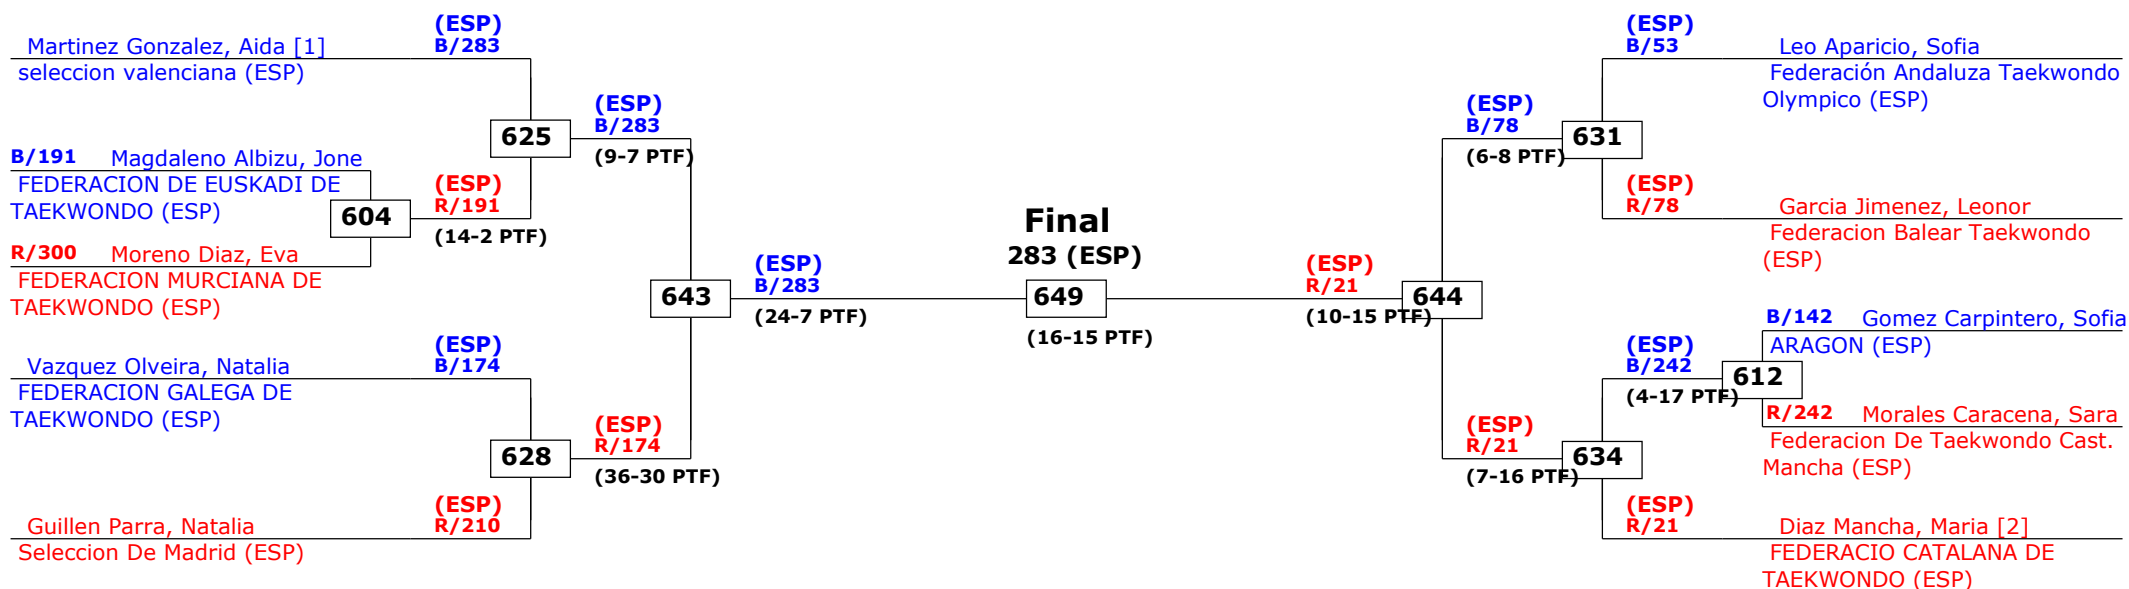 (ESP)
Martinez Gonzalez, Aida [1]
B/283
seleccion valenciana (ESP)
(ESP)
625
B/283
(9-7 PTF)
B/191 Magdaleno Albizu, Jone
FEDERACION DE EUSKADI DE
TAEKWONDO (ESP)
(ESP)
604
R/191
(14-2 PTF)
R/300 Moreno Diaz, Eva
FEDERACION MURCIANA DE
TAEKWONDO (ESP)
643
(ESP)
B/283
(24-7 PTF)
(ESP)
Vazquez Olveira, Natalia
B/174
FEDERACION GALEGA DE
TAEKWONDO (ESP)
(ESP)
628
R/174
(36-30 PTF)
(ESP)
Guillen Parra, Natalia
R/210
Seleccion De Madrid (ESP)
Final
283 (ESP)
649
(16-15 PTF)
(ESP)
R/21
644
(10-15 PTF)
(ESP)
B/53
Leo Aparicio, Sofia
Federación Andaluza Taekwondo
Olympico (ESP)
(ESP)
B/78
631
(6-8 PTF)
(ESP)
R/78
Garcia Jimenez, Leonor
Federacion Balear Taekwondo
(ESP)
B/142 Gomez Carpintero, Sofia
ARAGON (ESP)
(ESP)
B/242
612
(4-17 PTF)
R/242 Morales Caracena, Sara
Federacion De Taekwondo Cast.
Mancha (ESP)
(ESP)
R/21
634
(7-16 PTF)
(ESP)
R/21
Diaz Mancha, Maria [2]
FEDERACIO CATALANA DE
TAEKWONDO (ESP)